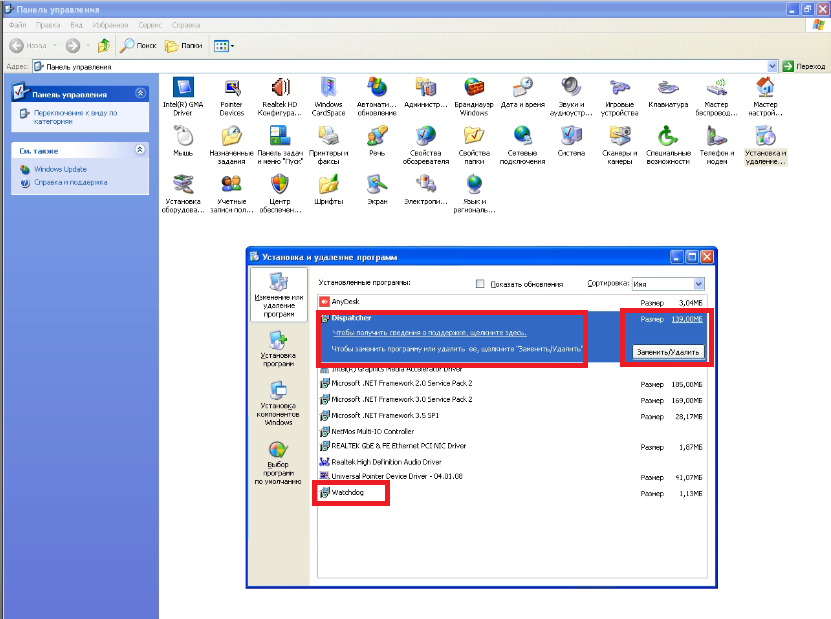 Панель управления
Файл Правка Вид Избранное Сервис Справка
Назад Поиск Папки
Адрес: Панель управления Переход
Панель управления
Переключение к виду по
категориям
См. также
Windows Update
Справка и поддержка
Intel(R) GMA
Driver
Pointer
Devices
Realtek HD
Конфигура...
Windows
CardSpace
Автомати...
обновление
Администр...
Брандмауэр
Windows
Дата и время
Звуки и
аудиоустр...
Игровые
устройства
Клавиатура
Мастер
беспровод...
Мастер
настрой...
Мышь
Назначенные
задания
Панель задач
и меню "Пуск"
Принтеры и
факсы
Речь
Свойства
обозревателя
Свойства
папки
Сетевые
подключения
Система
Сканеры и
камеры
Специальные
возможности
Телефон и
модем
Установка и
удаление...
Установка
оборудова...
Учетные
записи пол...
Центр
обеспечен...
Шрифты
Экран
Электропи...
Язык и
региональ...
Установка и удаление программ
Изменение или
удаление
программ
Установка
программ
Установка
компонентов
Windows
Выбор
программ
по умолчанию
Установленные программы:
Показать обновления
Сортировка: Имя
AnyDesk Размер 3,04МБ
Dispatcher Размер 139,00МБ
Чтобы получить сведения о поддержке, щелкните здесь.
Чтобы заменить программу или удалить ее, щелкните "Заменить/Удалить"
Заменить/Удалить
Intel(R) Graphics Media Accelerator Driver
Microsoft .NET Framework 2.0 Service Pack 2 Размер 185,00МБ
Microsoft .NET Framework 3.0 Service Pack 2 Размер 169,00МБ
Microsoft .NET Framework 3.5 SP1 Размер 28,17МБ
NetMos Multi-IO Controller
REALTEK GbE & FE Ethernet PCI NIC Driver Размер 1,87МБ
Realtek High Definition Audio Driver
Universal Pointer Device Driver - 04.01.08 Размер 41,07МБ
Watchdog Размер 1,13МБ